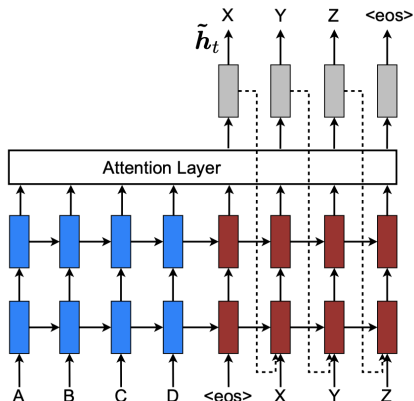 X Y Z <eos>
h̃ₜ
Attention Layer
A B C D <eos> X Y Z